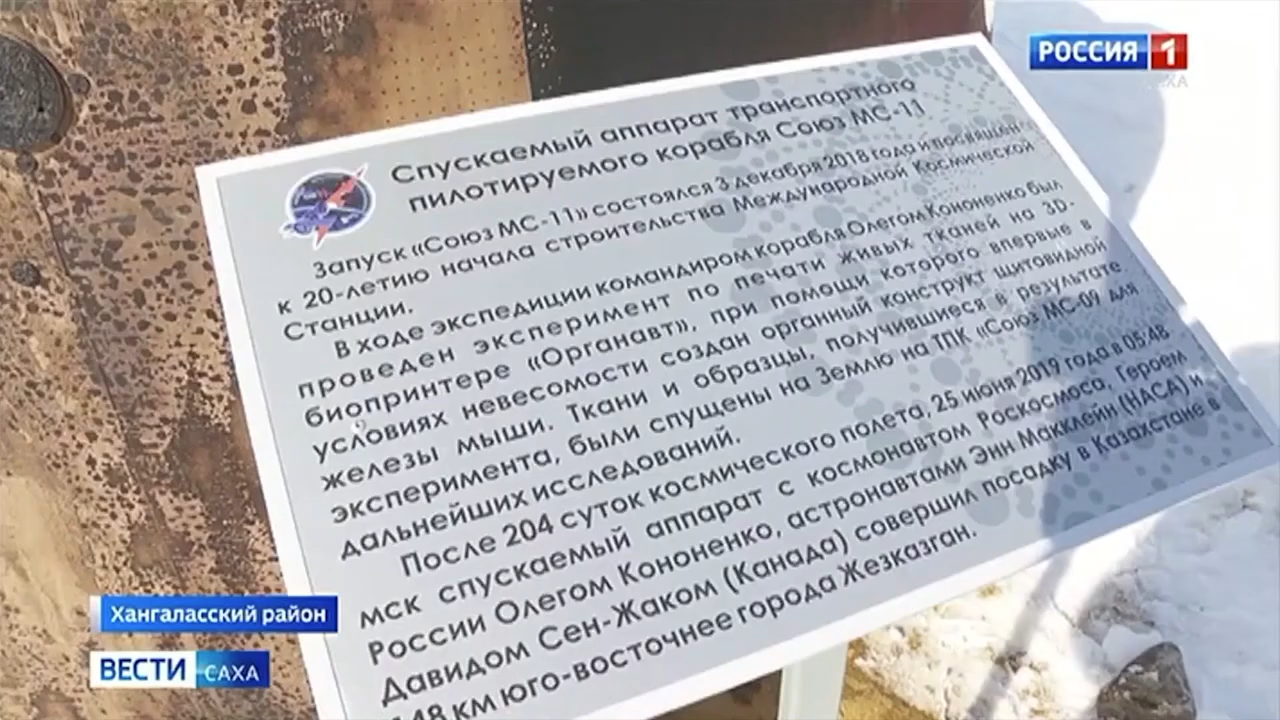 РОССИЯ 1
САХА
Спускаемый аппарат транспортного
пилотируемого корабля Союз МС-11
Запуск «Союз МС-11» состоялся 3 декабря 2018 года и посвящен
к 20-летию начала строительства Международной Космической
Станции.
В ходе экспедиции командиром корабля Олегом Кононенко был
проведен эксперимент по печати живых тканей на 3D-
биопринтере «Органавт», при помощи которого впервые в
условиях невесомости создан органный конструкт щитовидной
железы мыши. Ткани и образцы, получившиеся в результате
эксперимента, были спущены на Землю на ТПК «Союз МС-09 для
дальнейших исследований.
После 204 суток космического полета, 25 июня 2019 года в 05:48
мск спускаемый аппарат с космонавтом Роскосмоса, Героем
России Олегом Кононенко, астронавтами Энн Макклейн (НАСА) и
Давидом Сен-Жаком (Канада) совершил посадку в Казахстане в
148 км юго-восточнее города Жезказган.
Хангаласский район
ВЕСТИ САХА